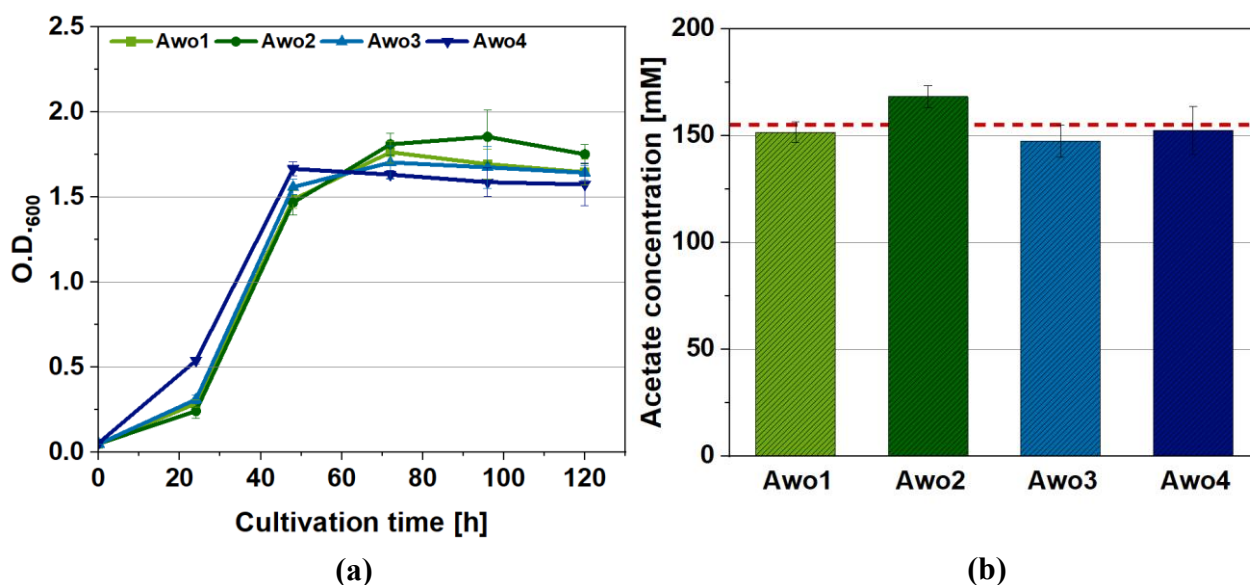 Awo1 Awo2 Awo3 Awo4
2.5
2.0
1.5
1.0
0.5
0.0
O.D.600
0 20 40 60 80 100 120
Cultivation time [h]
(a)
200
150
100
50
0
Acetate concentration [mM]
Awo1 Awo2 Awo3 Awo4
(b)